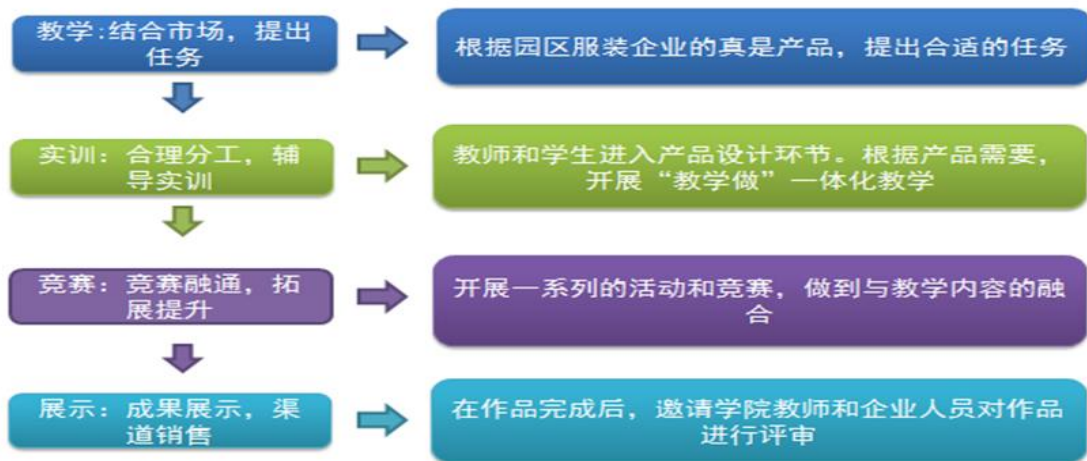 教学:结合市场，提出
任务
根据园区服装企业的真是产品，提出合适的任务
实训：合理分工，辅
导实训
教师和学生进入产品设计环节。根据产品需要，
开展“教学做”一体化教学
竞赛：竞赛融通，拓
展提升
开展一系列的活动和竞赛，做到与教学内容的融
合
展示：成果展示，渠
道销售
在作品完成后，邀请学院教师和企业人员对作品
进行评审